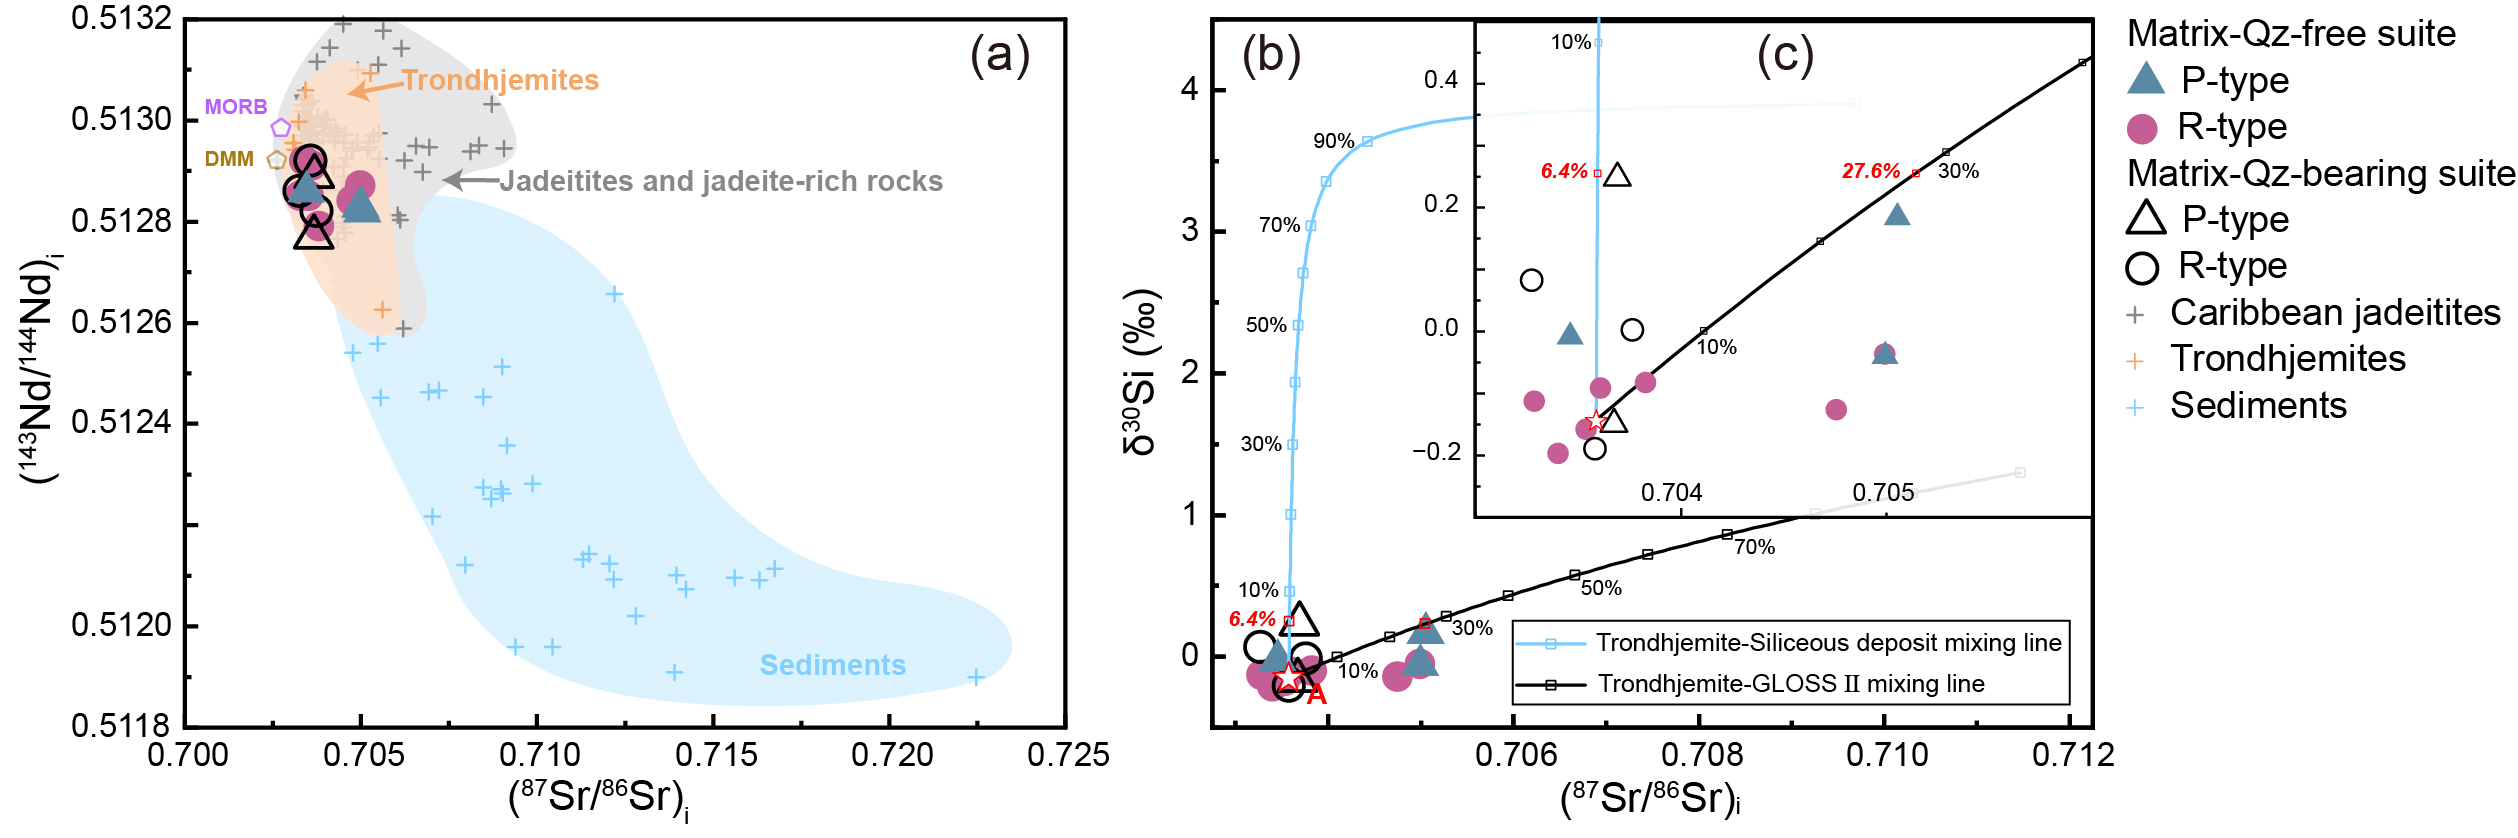 (a)
0.5132
0.5130
0.5128
0.5126
0.5124
0.5120
0.5118
(¹⁴³Nd/¹⁴⁴Nd)ᵢ
MORB
DMM
Trondhjemites
Jadeitites and jadeite-rich rocks
Sediments
0.700 0.705 0.710 0.715 0.720 0.725
(⁸⁷Sr/⁸⁶Sr)ᵢ
(b)
4
3
2
1
0
δ³⁰Si (‰)
90%
70%
50%
30%
10%
6.4%
A
10%
30%
50%
70%
Trondhjemite-Siliceous deposit mixing line
Trondhjemite-GLOSS II mixing line
0.706 0.708 0.710 0.712
(⁸⁷Sr/⁸⁶Sr)ᵢ
(c)
10%
0.4
0.2
0.0
−0.2
6.4%
27.6%
30%
10%
0.704 0.705
Matrix-Qz-free suite
P-type
R-type
Matrix-Qz-bearing suite
P-type
R-type
Caribbean jadeitites
Trondhjemites
Sediments